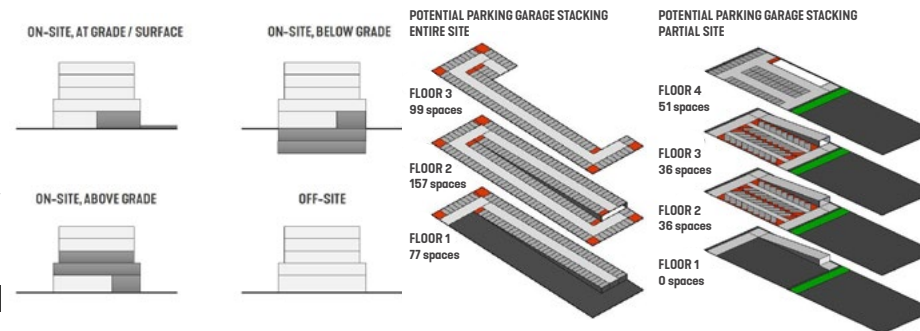 ON-SITE, AT GRADE / SURFACE
ON-SITE, BELOW GRADE
ON-SITE, ABOVE GRADE
OFF-SITE
POTENTIAL PARKING GARAGE STACKING
ENTIRE SITE
FLOOR 3
99 spaces
FLOOR 2
157 spaces
FLOOR 1
77 spaces
POTENTIAL PARKING GARAGE STACKING
PARTIAL SITE
FLOOR 4
51 spaces
FLOOR 3
36 spaces
FLOOR 2
36 spaces
FLOOR 1
0 spaces